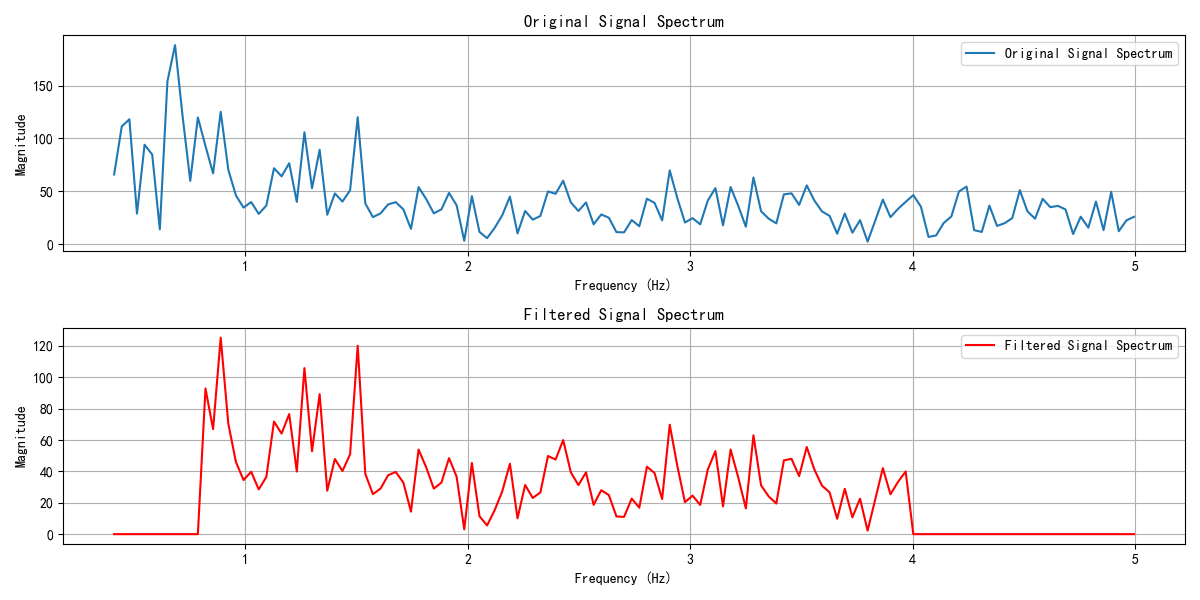 Original Signal Spectrum
Original Signal Spectrum
150
100
50
0
Magnitude
1 2 3 4 5
Frequency (Hz)
Filtered Signal Spectrum
Filtered Signal Spectrum
120
100
80
60
40
20
0
Magnitude
1 2 3 4 5
Frequency (Hz)